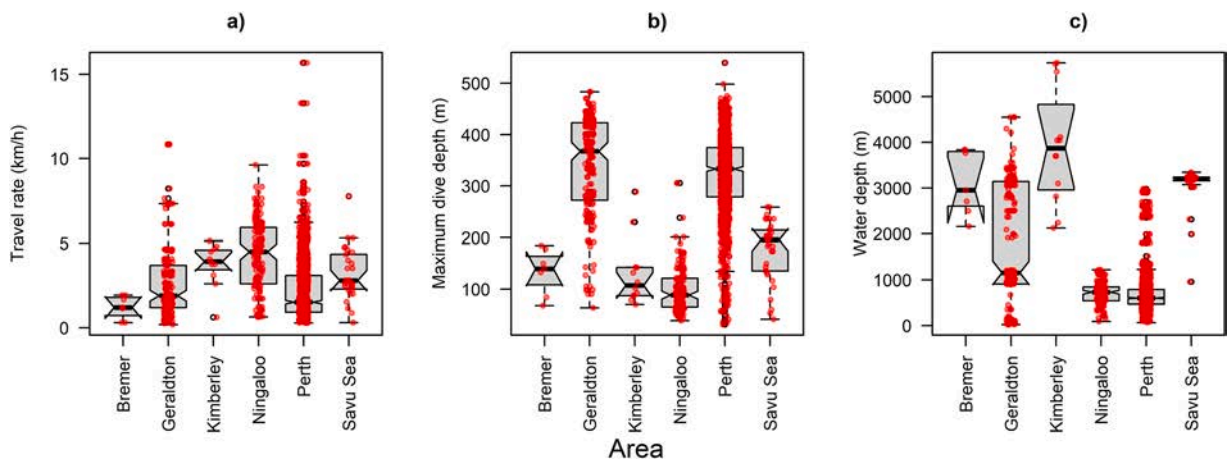 a)
Travel rate (km/h)
15
10
5
0
Bremer
Geraldton
Kimberley
Ningaloo
Perth
Savu Sea
b)
Maximum dive depth (m)
500
400
300
200
100
Bremer
Geraldton
Kimberley
Ningaloo
Perth
Savu Sea
c)
Water depth (m)
5000
4000
3000
2000
1000
0
Bremer
Geraldton
Kimberley
Ningaloo
Perth
Savu Sea
Area